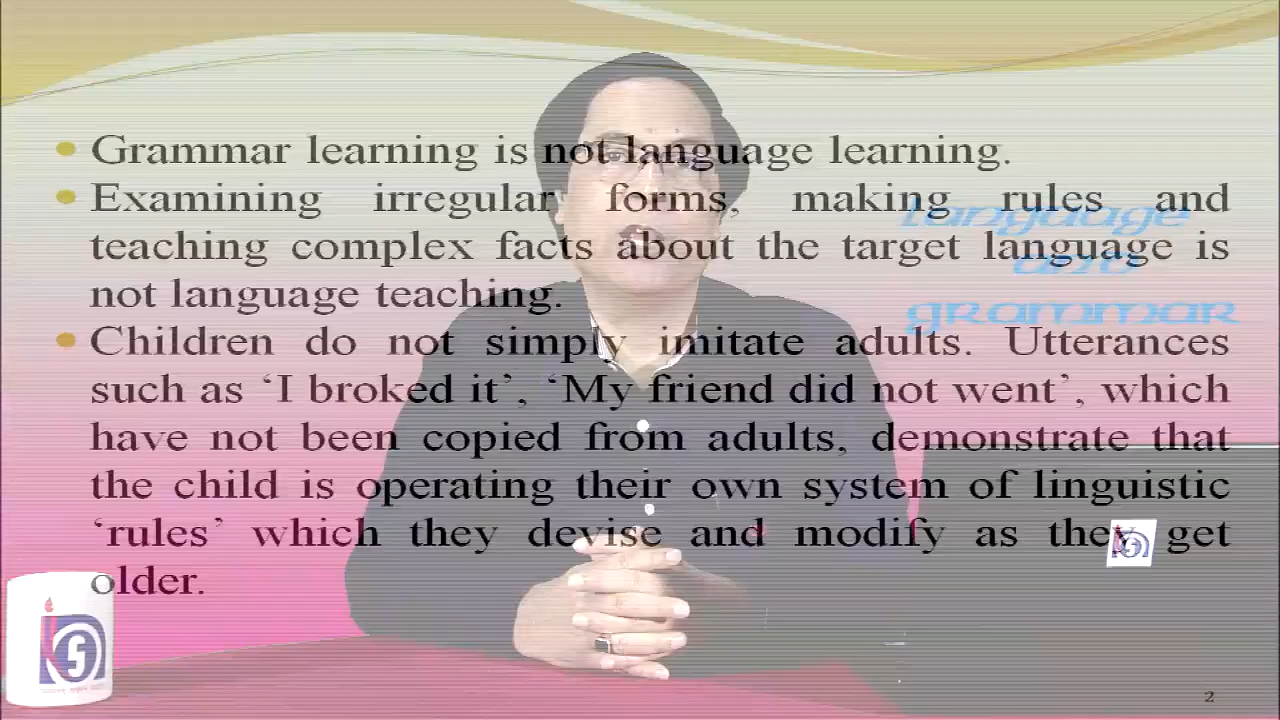 Grammar learning is not language learning.
Examining irregular forms, making rules and
teaching complex facts about the target language is
not language teaching.
Children do not simply imitate adults. Utterances
such as ‘I broked it’, ‘My friend did not went’, which
have not been copied from adults, demonstrate that
the child is operating their own system of linguistic
‘rules’ which they devise and modify as they get
older.
Language
and
grammar
2